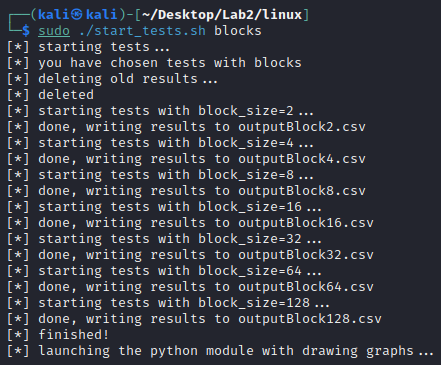 ┌──(kali㉿kali)-[~/Desktop/Lab2/linux]
└─$ sudo ./start_tests.sh blocks
[*] starting tests...
[*] you have chosen tests with blocks
[*] deleting old results...
[*] deleted
[*] starting tests with block_size=2...
[*] done, writing results to outputBlock2.csv
[*] starting tests with block_size=4...
[*] done, writing results to outputBlock4.csv
[*] starting tests with block_size=8...
[*] done, writing results to outputBlock8.csv
[*] starting tests with block_size=16...
[*] done, writing results to outputBlock16.csv
[*] starting tests with block_size=32...
[*] done, writing results to outputBlock32.csv
[*] starting tests with block_size=64...
[*] done, writing results to outputBlock64.csv
[*] starting tests with block_size=128...
[*] done, writing results to outputBlock128.csv
[*] finished!
[*] launching the python module with drawing graphs...